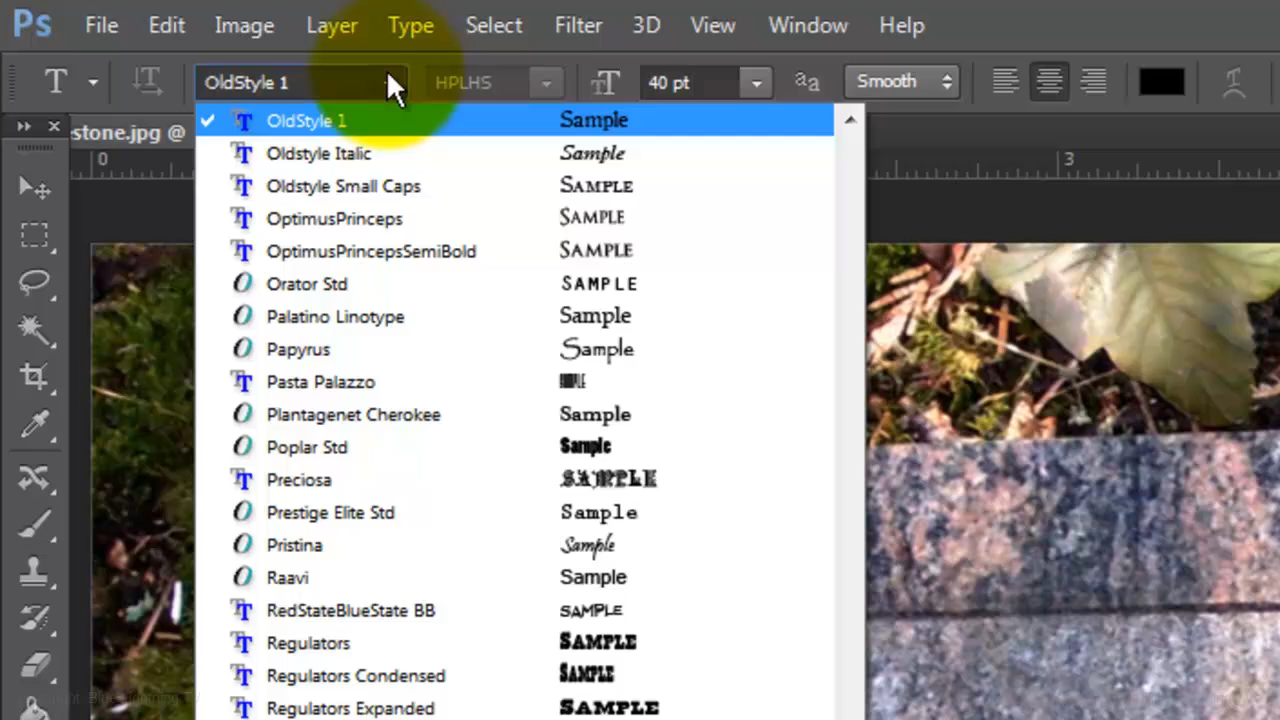 Ps File Edit Image Layer Type Select Filter 3D View Window Help
T OldStyle 1 HPLHS 40 pt aa Smooth
stone.jpg @
0 3
OldStyle 1 Sample
Oldstyle Italic Sample
Oldstyle Small Caps SAMPLE
OptimusPrinceps SAMPLE
OptimusPrincepsSemiBold SAMPLE
Orator Std SAMPLE
Palatino Linotype Sample
Papyrus Sample
Pasta Palazzo
Plantagenet Cherokee Sample
Poplar Std Sample
Preciosa SAMPLE
Prestige Elite Std Sample
Pristina Sample
Raavi Sample
RedStateBlueState BB SAMPLE
Regulators SAMPLE
Regulators Condensed SAMPLE
Regulators Expanded SAMPLE